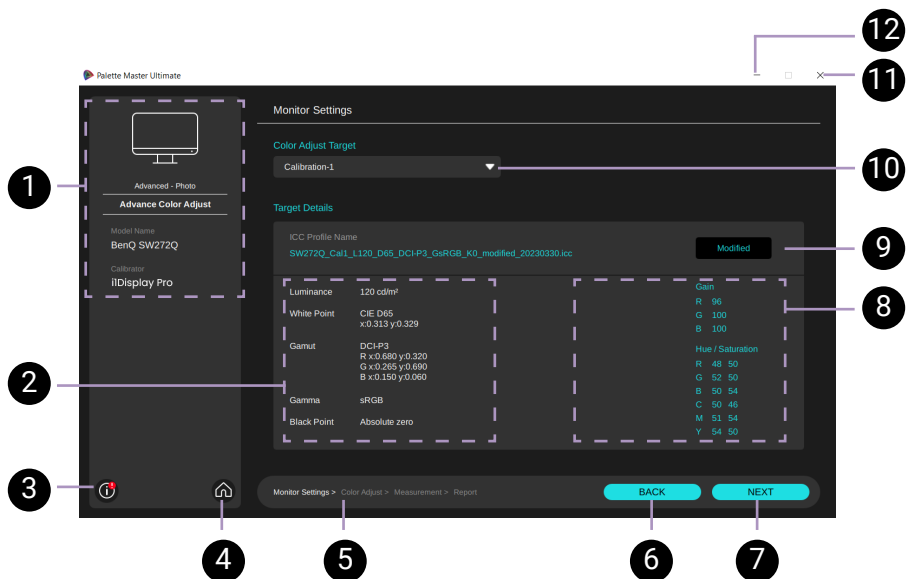 12
Palette Master Ultimate
11
Monitor Settings
Color Adjust Target
Calibration-1
10
1
Advanced - Photo
Advance Color Adjust
Target Details
Model Name
BenQ SW272Q
ICC Profile Name
SW272Q_Cal1_L120_D65_DCI-P3_GsRGB_K0_modified_20230330.icc
Modified
9
Calibrator
i1Display Pro
Luminance 120 cd/m²
White Point CIE D65
x:0.313 y:0.329
Gamut DCI-P3
R x:0.680 y:0.320
G x:0.265 y:0.690
B x:0.150 y:0.060
Gamma sRGB
Black Point Absolute zero
2
Gain
R 96
G 100
B 100
Hue / Saturation
R 48 50
G 52 50
B 50 54
C 50 46
M 51 54
Y 54 50
8
3
Monitor Settings > Color Adjust > Measurement > Report
BACK
NEXT
4
5
6
7